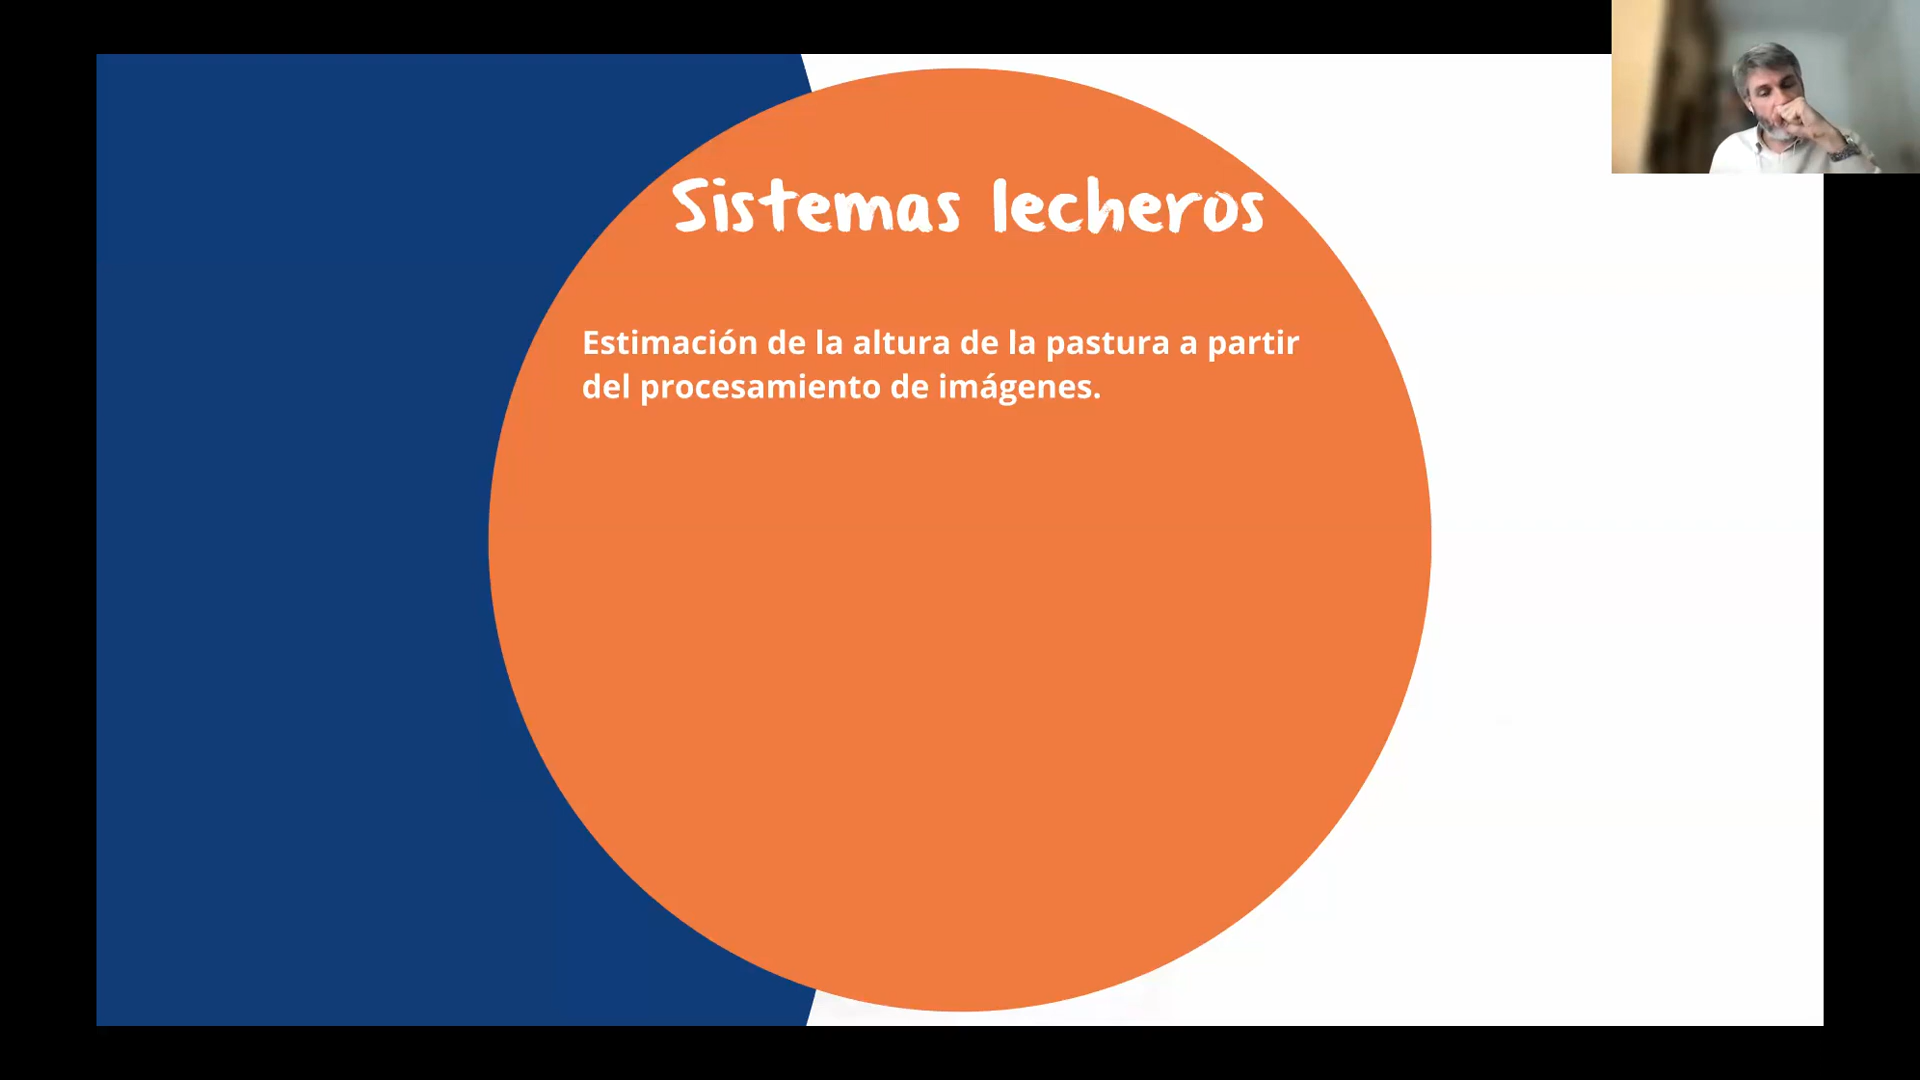 Sistemas lecheros
Estimación de la altura de la pastura a partir
del procesamiento de imágenes.